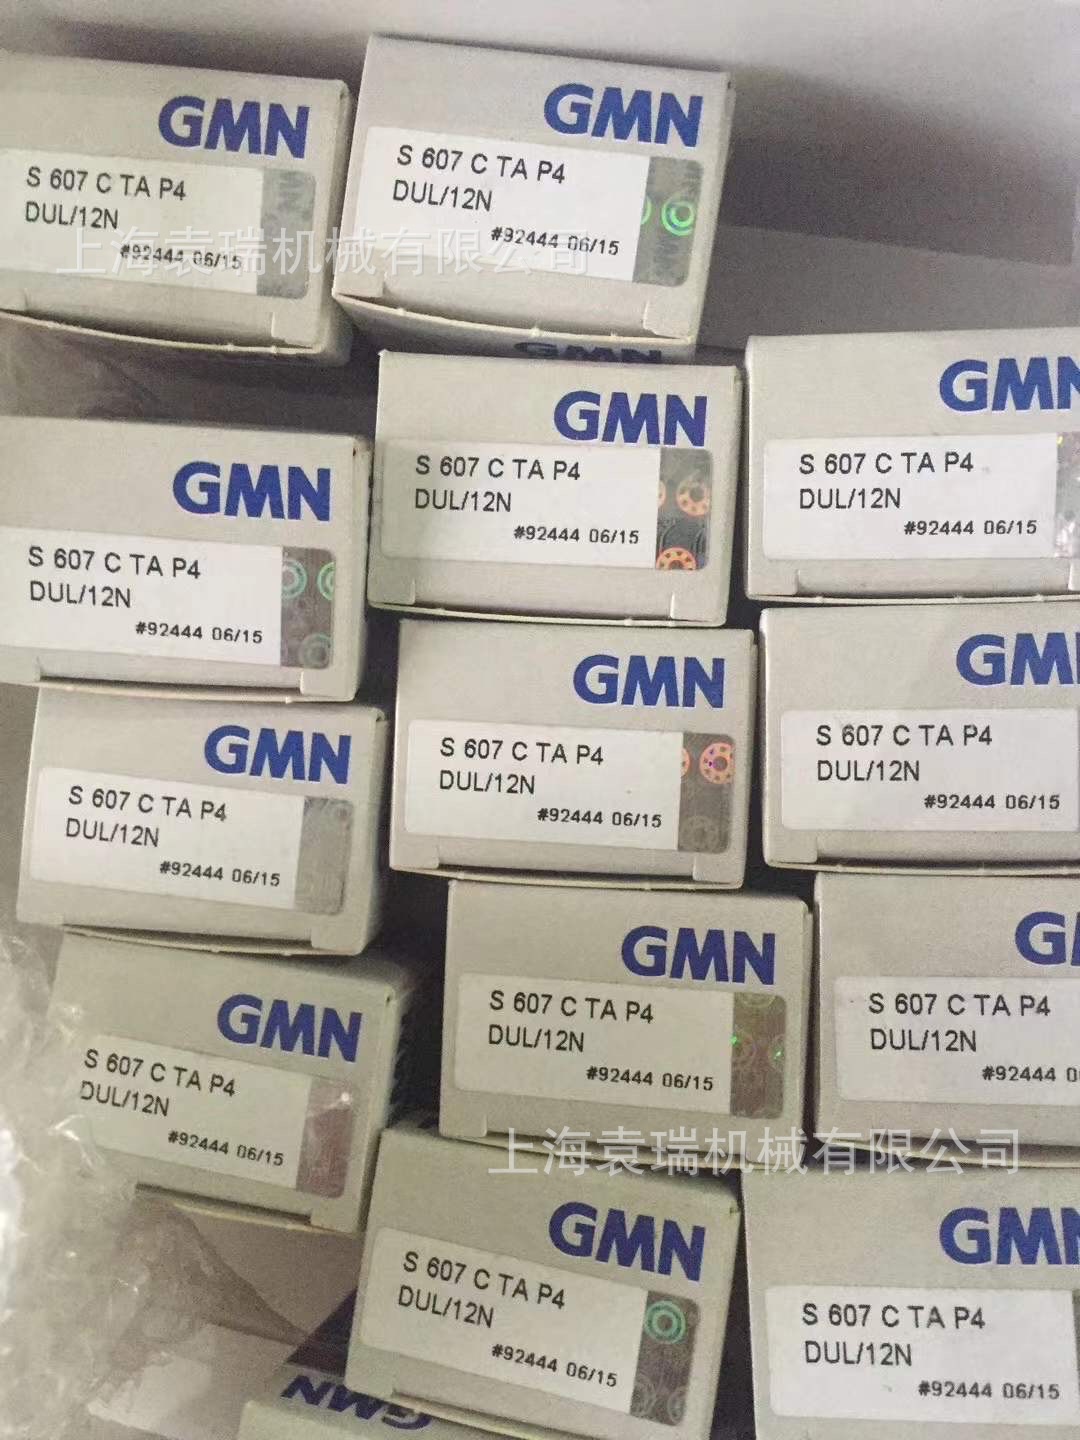 GMN
S 607 C TA P4
DUL/12N
#92444 06/15
GMN
S 607 C TA P4
DUL/12N
#92444 06/15
上海袁瑞机械有限公司
GMN
GMN
S 607 C TA P4
DUL/12N
#92444 06/15
GMN
S 607 C TA P4
DUL/12N
#92444 06/15
GMN
S 607 C TA P4
DUL/12N
#92444 06/15
GMN
S 607 C TA P4
DUL/12N
#92444 06/15
GMN
S 607 C TA P4
DUL/12N
#92444 06/15
GM
S 607 C TA P4
DUL/12N
#92444 06/15
GMN
S 607 C TA P4
DUL/12N
#92444 06/15
GMN
S 607 C TA P4
DUL/12N
#92444 06/15
G
S 607 C TA P4
DUL/12N
#92444 0
上海袁瑞机械有限公司
GMN
S 607 C TA P4
DUL/12N
#92444 06/15
GMN
S 607 C TA P4
DUL/12N
#92444 06/15
GMN